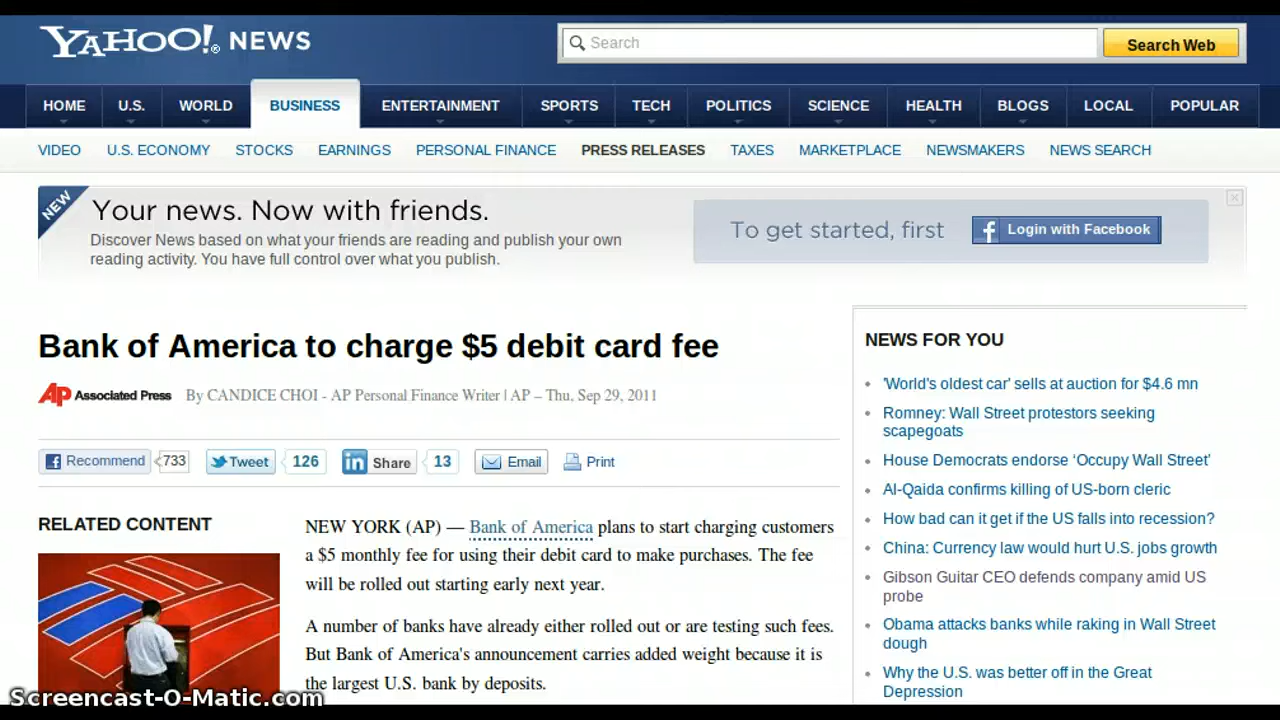 YAHOO!® NEWS
Search
Search Web
HOME U.S. WORLD BUSINESS ENTERTAINMENT SPORTS TECH POLITICS SCIENCE HEALTH BLOGS LOCAL POPULAR
VIDEO U.S. ECONOMY STOCKS EARNINGS PERSONAL FINANCE PRESS RELEASES TAXES MARKETPLACE NEWSMAKERS NEWS SEARCH
NEW
Your news. Now with friends.
Discover News based on what your friends are reading and publish your own
reading activity. You have full control over what you publish.
To get started, first
f Login with Facebook
Bank of America to charge $5 debit card fee
AP Associated Press By CANDICE CHOI - AP Personal Finance Writer | AP – Thu, Sep 29, 2011
f Recommend 733 Tweet 126 in Share 13 Email Print
RELATED CONTENT
NEW YORK (AP) — Bank of America plans to start charging customers
a $5 monthly fee for using their debit card to make purchases. The fee
will be rolled out starting early next year.
A number of banks have already either rolled out or are testing such fees.
But Bank of America's announcement carries added weight because it is
the largest U.S. bank by deposits.
NEWS FOR YOU
'World's oldest car' sells at auction for $4.6 mn
Romney: Wall Street protestors seeking
scapegoats
House Democrats endorse ‘Occupy Wall Street’
Al-Qaida confirms killing of US-born cleric
How bad can it get if the US falls into recession?
China: Currency law would hurt U.S. jobs growth
Gibson Guitar CEO defends company amid US
probe
Obama attacks banks while raking in Wall Street
dough
Why the U.S. was better off in the Great
Depression
Screencast-O-Matic.com